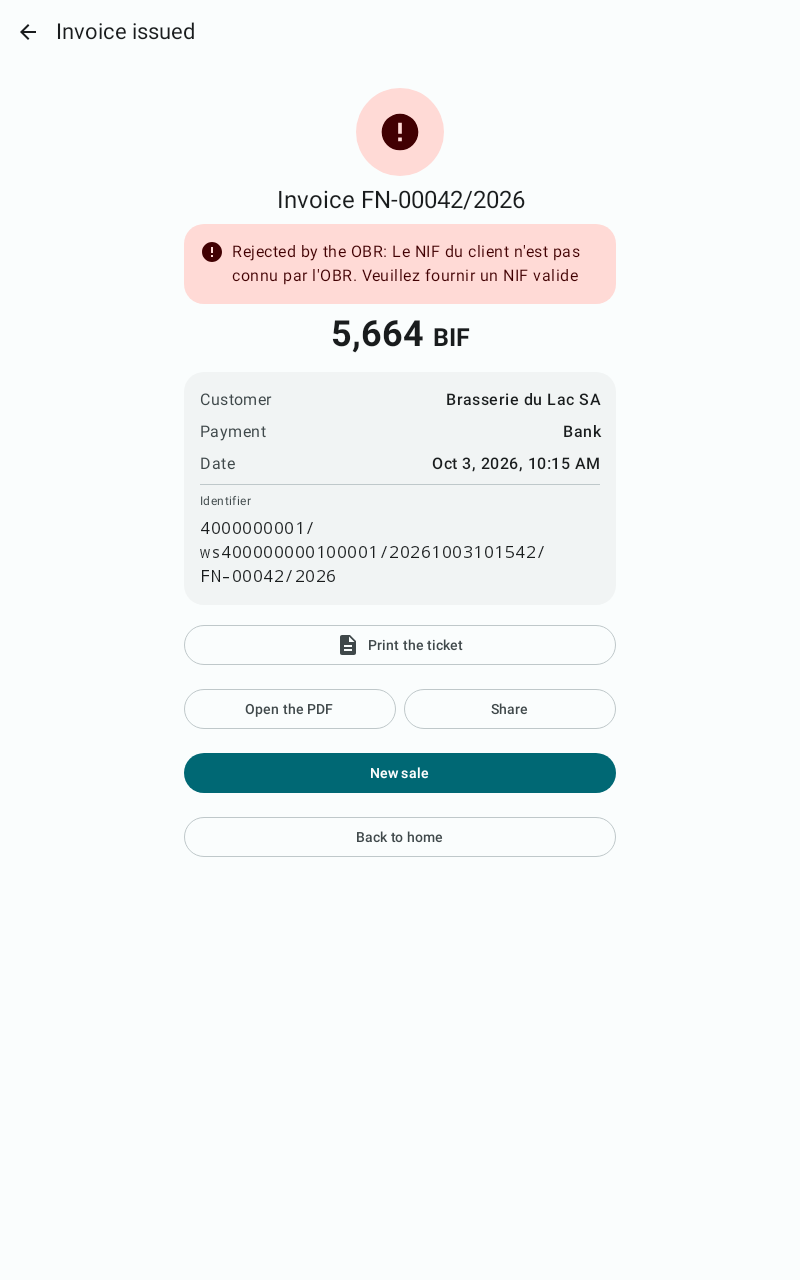 Invoice issued
Invoice FN-00042/2026
Rejected by the OBR: Le NIF du client n'est pas
connu par l'OBR. Veuillez fournir un NIF valide
5,664 BIF
Customer Brasserie du Lac SA
Payment Bank
Date Oct 3, 2026, 10:15 AM
Identifier
4000000001/
ws400000000100001/20261003101542/
FN-00042/2026
Print the ticket
Open the PDF Share
New sale
Back to home